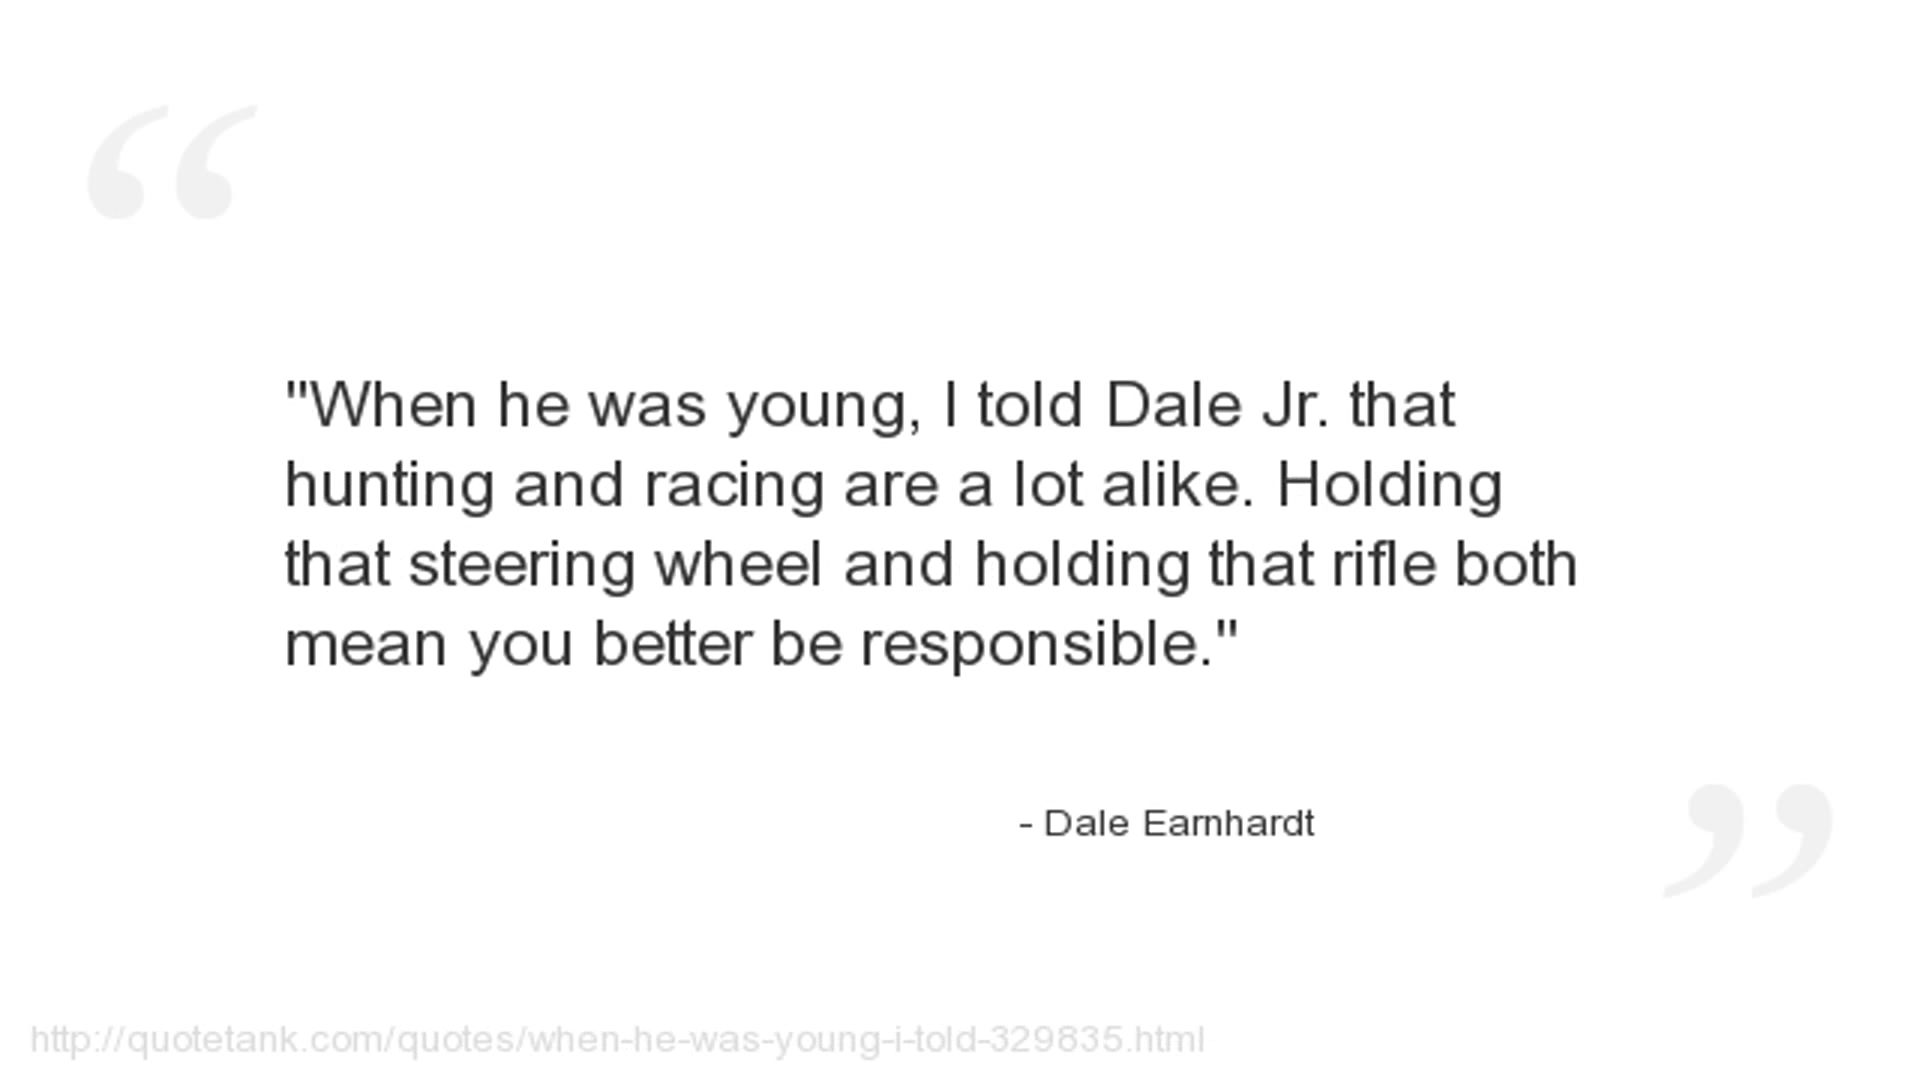 "When he was young, I told Dale Jr. that
hunting and racing are a lot alike. Holding
that steering wheel and holding that rifle both
mean you better be responsible."
- Dale Earnhardt
http://quotetank.com/quotes/when-he-was-young-i-told-329835.html